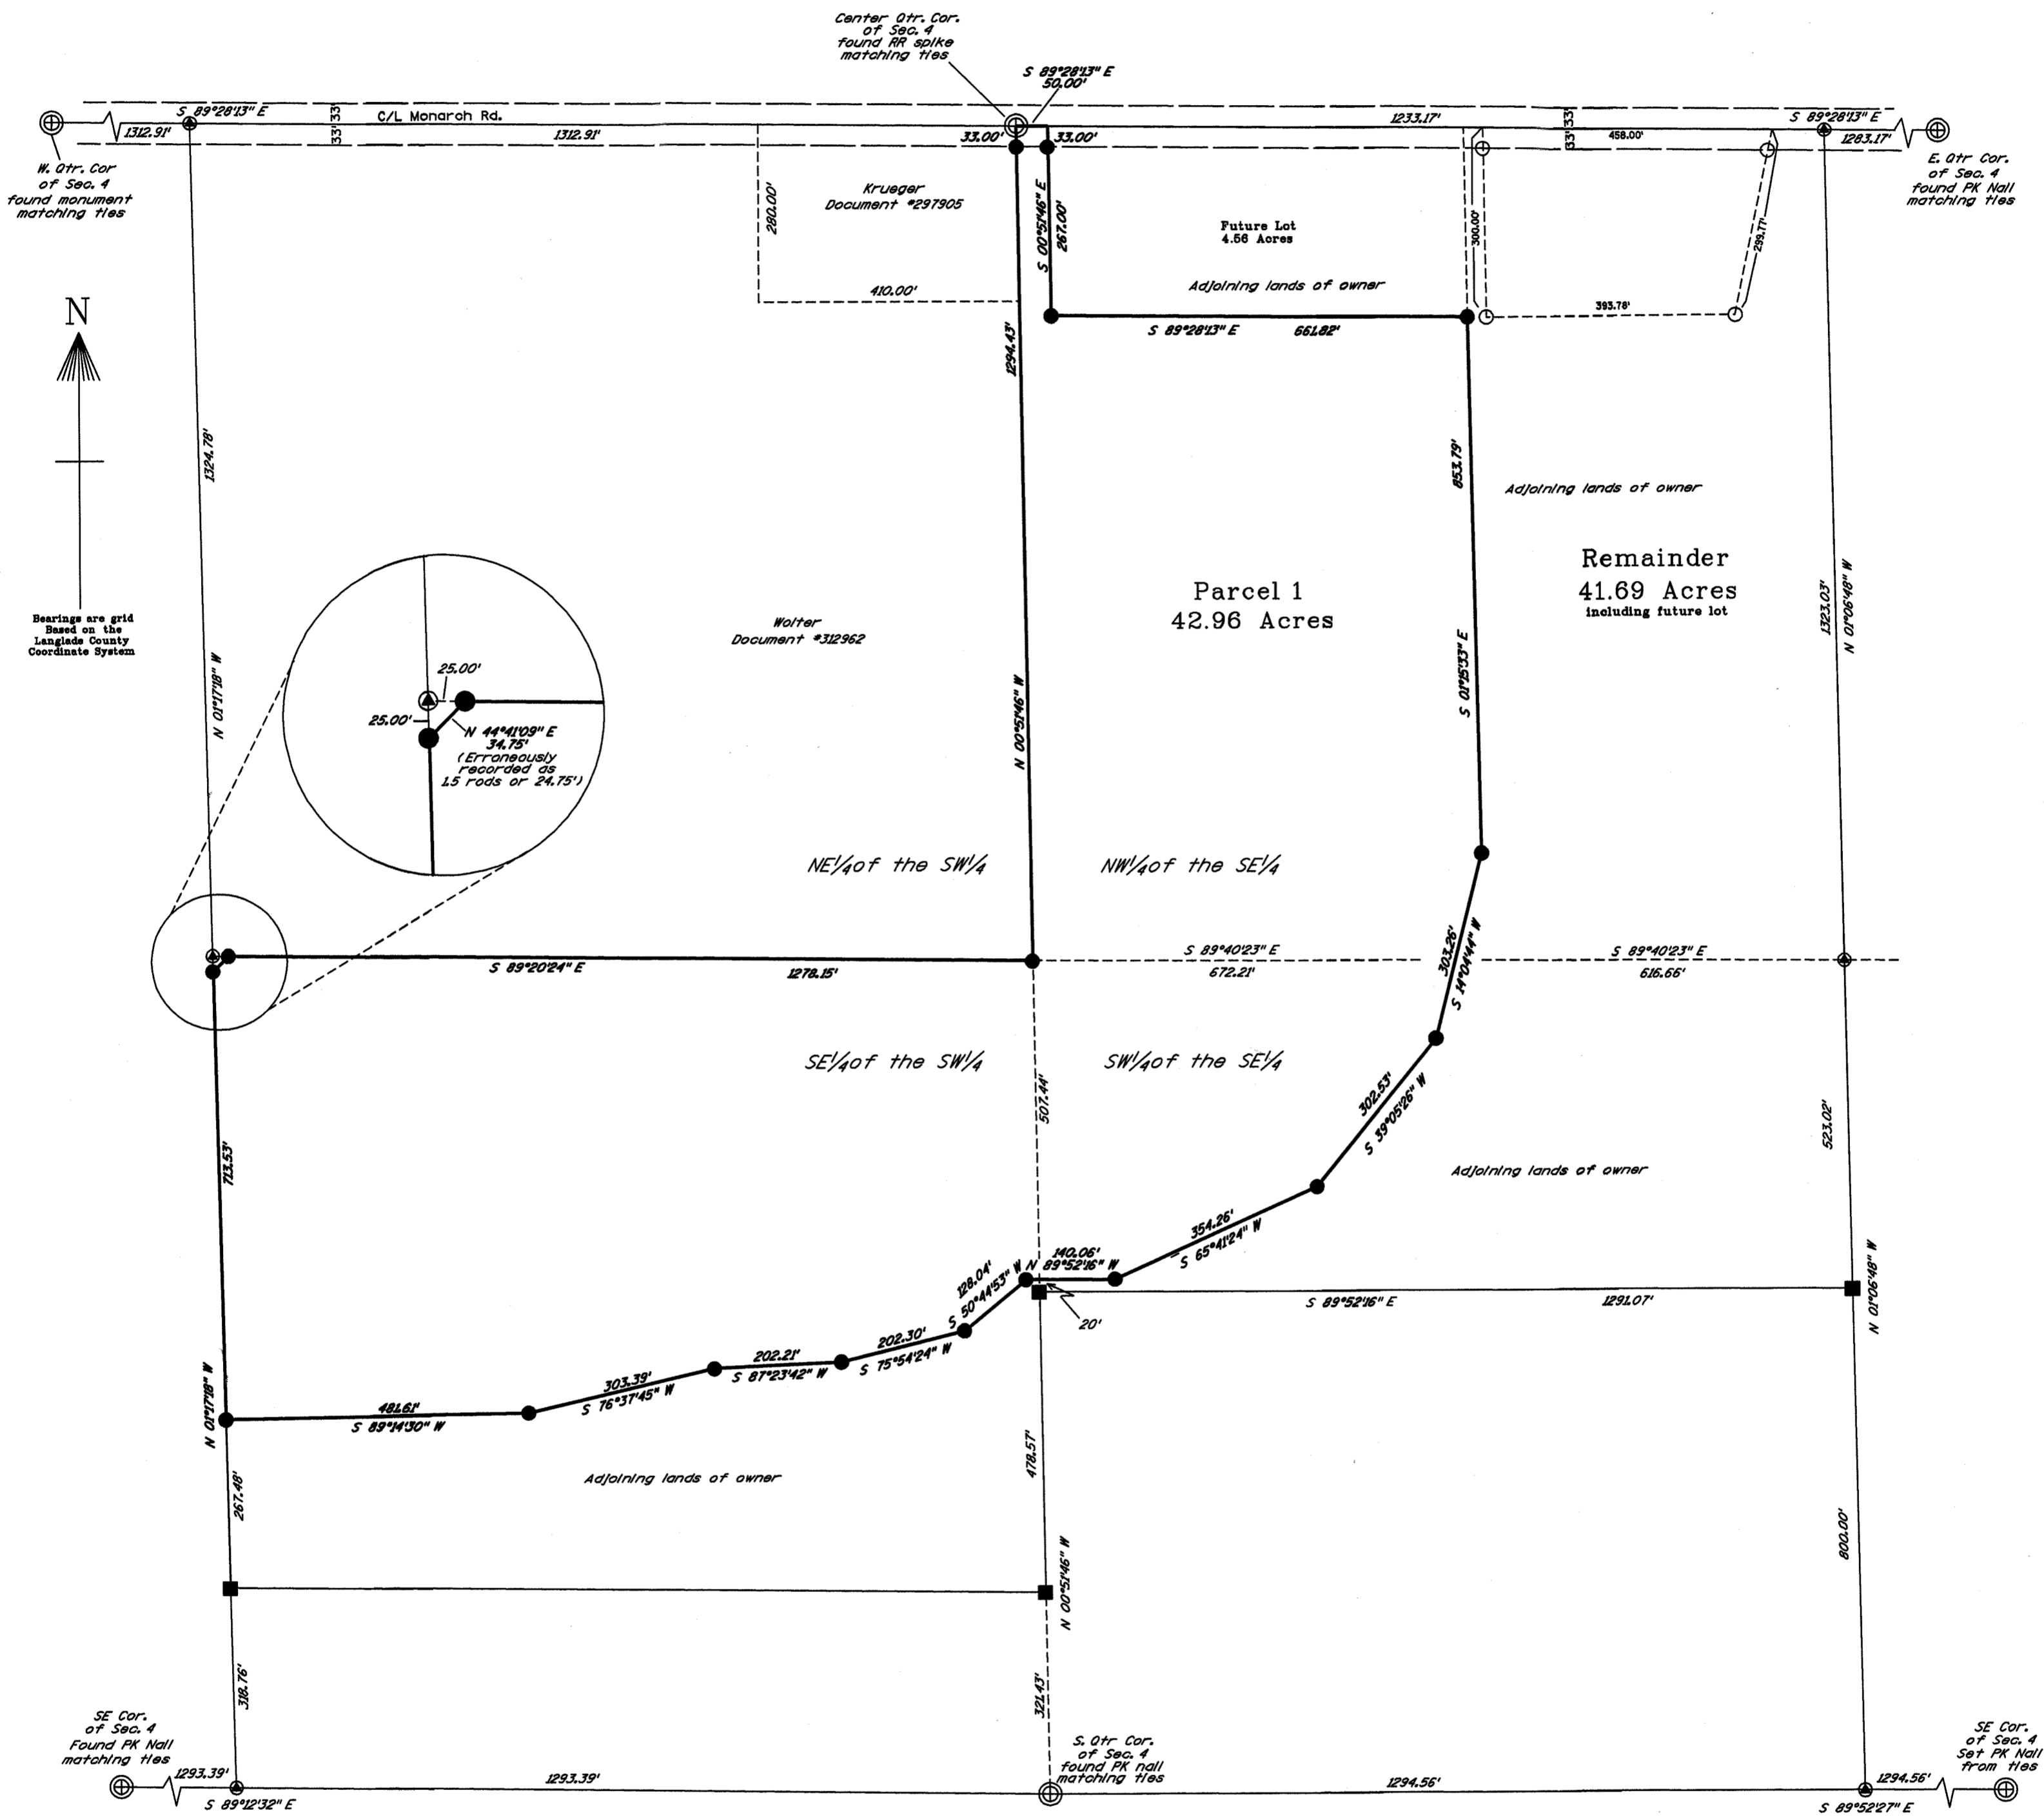 Center Qtr. Cor.
of Sec. 4
found RR spike
matching ties
S 89°28'13" E
50.00'
S 89°28'13" E
C/L Monarch Rd.
33'
33'
1312.91'
1312.91'
33.00'
33.00'
1233.17'
33'
33'
458.00'
S 89°28'13" E
1283.17'
W. Qtr. Cor
of Sec. 4
found monument
matching ties
E. Qtr Cor.
of Sec. 4
found PK Nail
matching ties
Krueger
Document #297905
280.00'
410.00'
S 00°51'46" E
267.00'
Future Lot
4.56 Acres
Adjoining lands of owner
300.00'
299.77'
393.78'
S 89°28'13" E
661.82'
N
Bearings are grid
Based on the
Langlade County
Coordinate System
1324.78'
N 01°17'18" W
1294.43'
N 00°51'46" W
853.79'
S 01°15'33" E
Adjoining lands of owner
Remainder
41.69 Acres
including future lot
Parcel 1
42.96 Acres
1323.03'
N 01°06'48" W
Wolter
Document #312962
25.00'
25.00'
N 44°41'09" E
34.75'
(Erroneously
recorded as
1.5 rods or 24.75')
NE1/4of the SW1/4
NW1/4of the SE1/4
S 89°20'24" E
1278.15'
S 89°40'23" E
672.21'
S 89°40'23" E
616.66'
303.26'
S 14°04'44" W
SE1/4of the SW1/4
SW1/4of the SE1/4
507.44'
302.53'
S 39°05'26" W
523.02'
713.53'
Adjoining lands of owner
354.26'
S 65°41'24" W
140.06'
N 89°52'16" W
128.04'
S 50°44'53" W
20'
S 89°52'16" E
1291.07'
N 01°06'48" W
202.30'
S 75°54'24" W
202.21'
S 87°23'42" W
303.39'
S 76°37'45" W
481.61'
S 89°14'30" W
N 01°17'18" W
267.48'
Adjoining lands of owner
478.57'
N 00°51'46" W
800.00'
318.76'
321.43'
SE Cor.
of Sec. 4
Found PK Nail
matching ties
S. Qtr Cor.
of Sec. 4
found PK nail
matching ties
SE Cor.
of Sec. 4
Set PK Nail
from ties
1293.39'
1293.39'
1294.56'
1294.56'
S 89°12'32" E
S 89°52'27" E